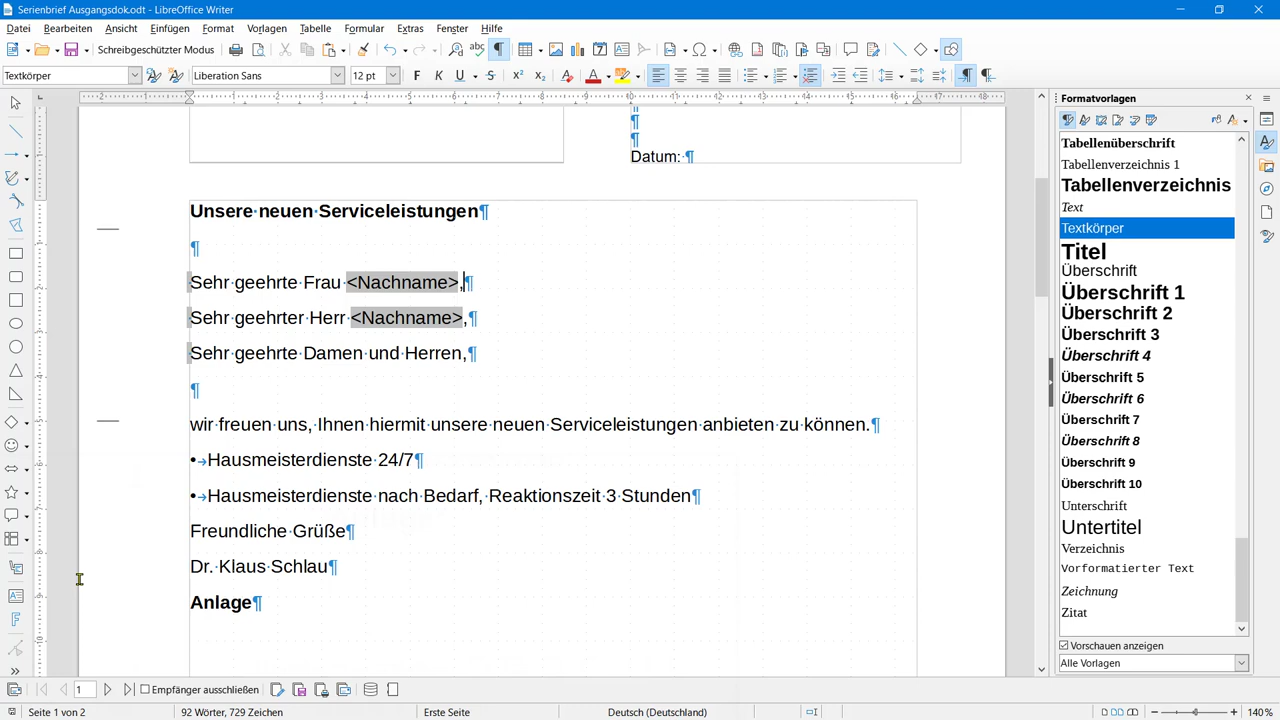 Serienbrief Ausgangsdok.odt - LibreOffice Writer
Datei Bearbeiten Ansicht Einfügen Format Vorlagen Tabelle Formular Extras Fenster Hilfe
Schreibgeschützter Modus
Textkörper Liberation Sans 12 pt F K U S
Formatvorlagen
Datum: ¶
Unsere neuen Serviceleistungen¶
¶
Sehr geehrte Frau <Nachname>,¶
Sehr geehrter Herr <Nachname>,¶
Sehr geehrte Damen und Herren,¶
¶
wir freuen uns, Ihnen hiermit unsere neuen Serviceleistungen anbieten zu können.¶
•→Hausmeisterdienste 24/7¶
•→Hausmeisterdienste nach Bedarf, Reaktionszeit 3 Stunden¶
Freundliche Grüße¶
Dr. Klaus Schlau¶
Anlage¶
Tabellenüberschrift
Tabellenverzeichnis 1
Tabellenverzeichnis
Text
Textkörper
Titel
Überschrift
Überschrift 1
Überschrift 2
Überschrift 3
Überschrift 4
Überschrift 5
Überschrift 6
Überschrift 7
Überschrift 8
Überschrift 9
Überschrift 10
Unterschrift
Untertitel
Verzeichnis
Vorformatierter Text
Zeichnung
Zitat
Vorschauen anzeigen
Alle Vorlagen
1 Empfänger ausschließen
Seite 1 von 2 92 Wörter, 729 Zeichen Erste Seite Deutsch (Deutschland) 140 %